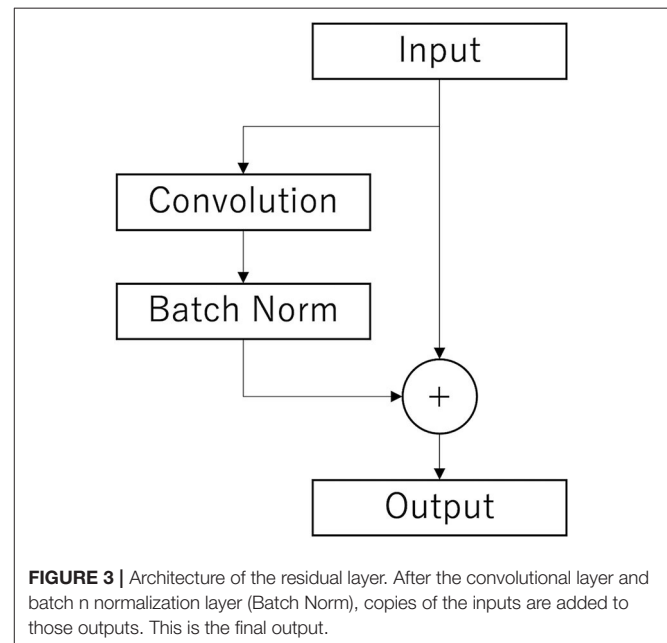 Input
Convolution
Batch Norm
+
Output
FIGURE 3 | Architecture of the residual layer. After the convolutional layer and
batch n normalization layer (Batch Norm), copies of the inputs are added to
those outputs. This is the final output.